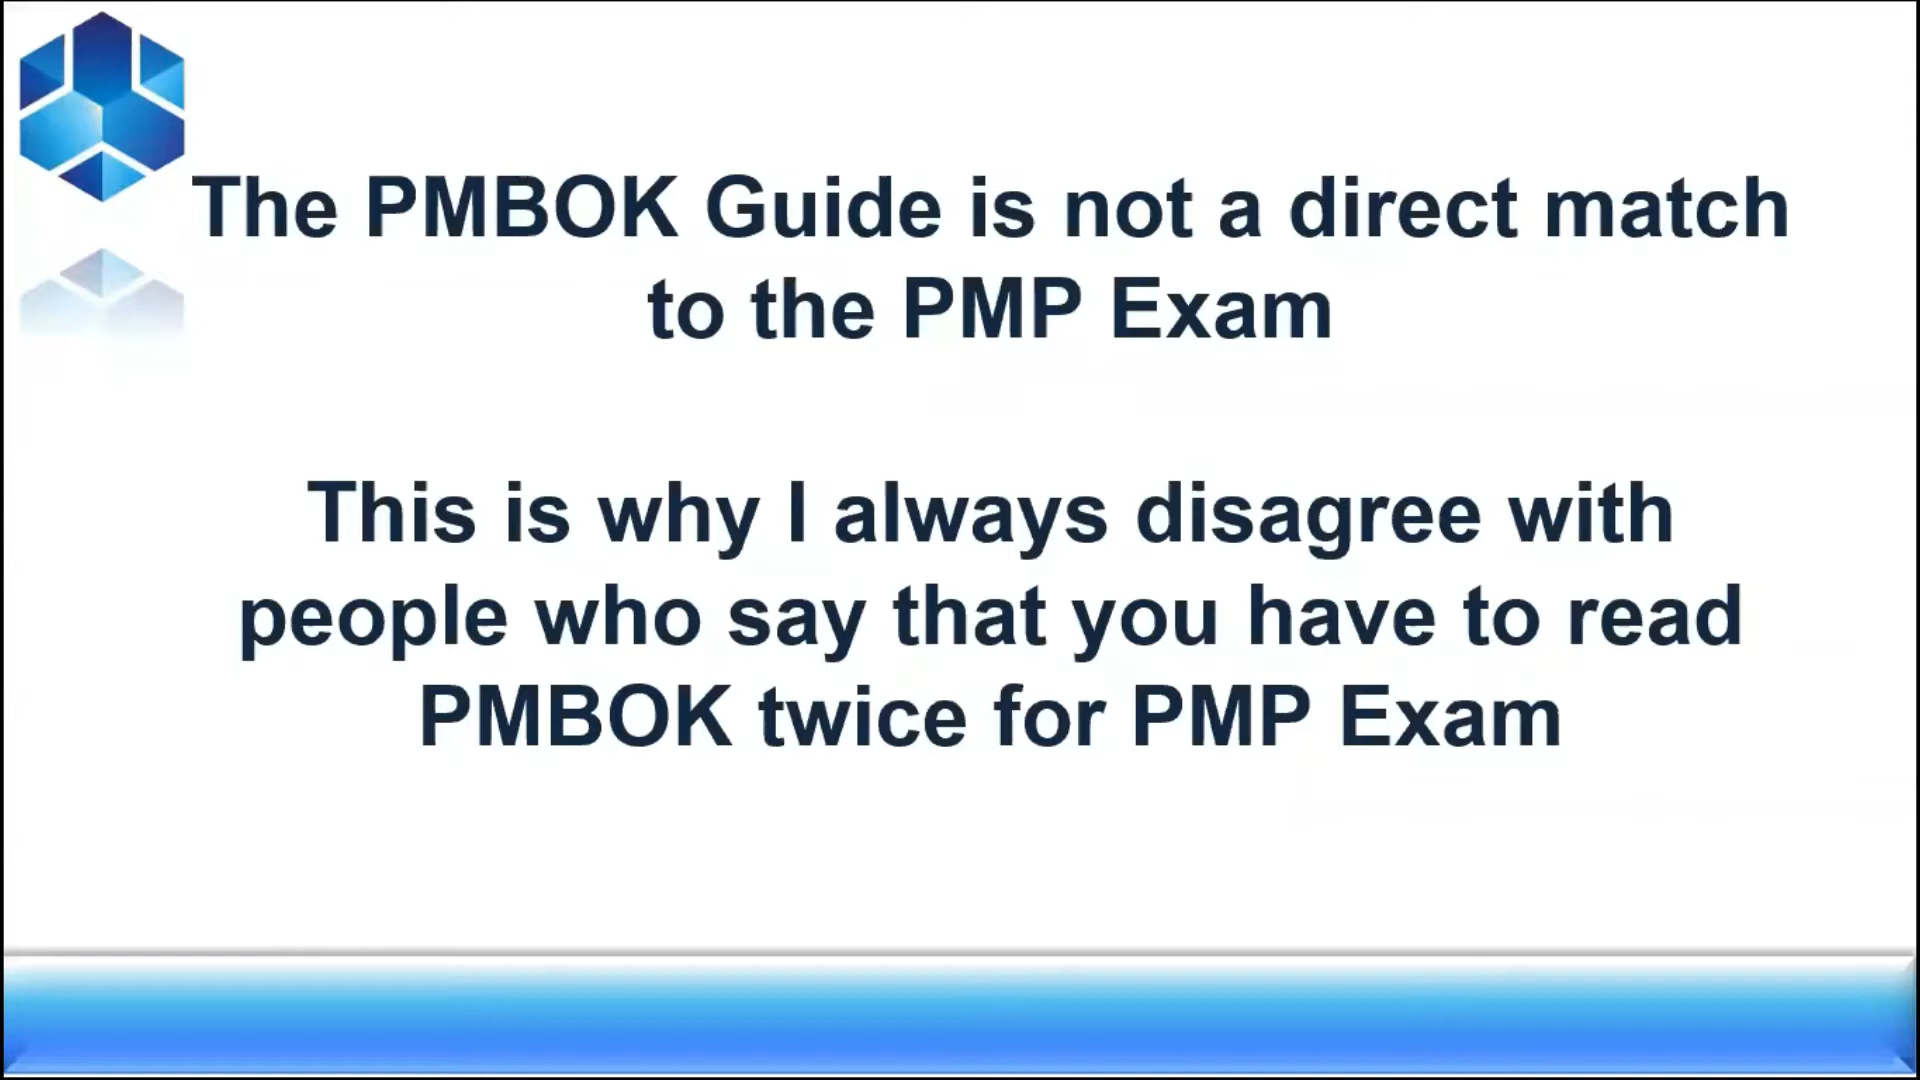 The PMBOK Guide is not a direct match
to the PMP Exam
This is why I always disagree with
people who say that you have to read
PMBOK twice for PMP Exam